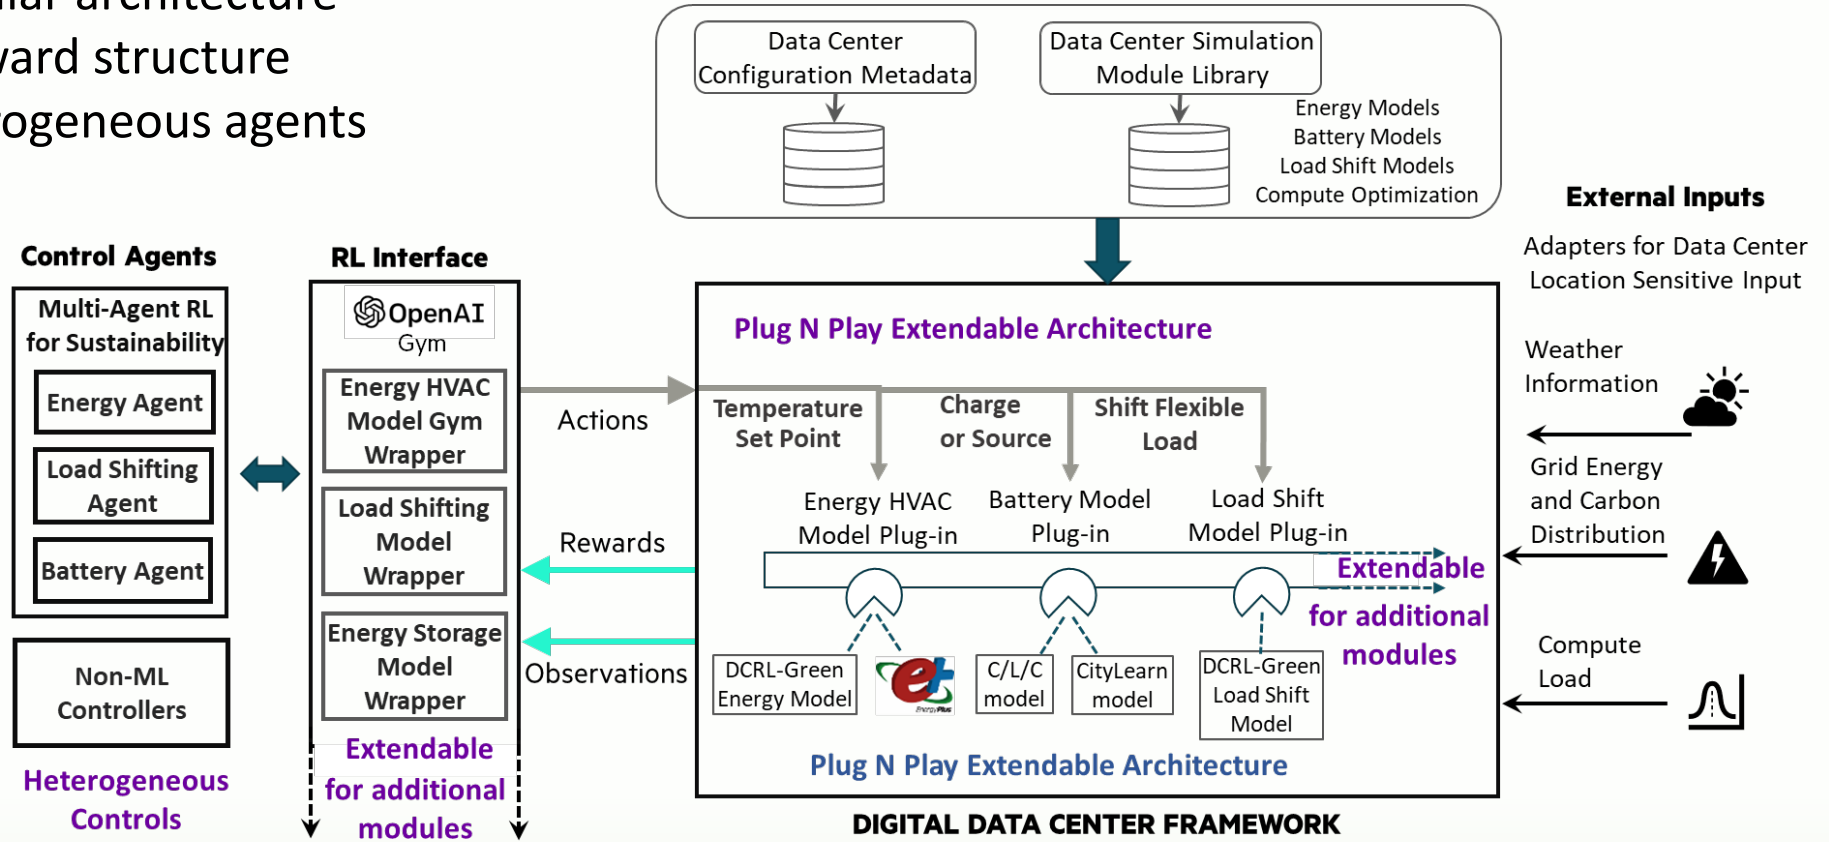 ward structure
rogeneous agents
Data Center
Configuration Metadata
Data Center Simulation
Module Library
Energy Models
Battery Models
Load Shift Models
Compute Optimization
External Inputs
Adapters for Data Center
Location Sensitive Input
Weather
Information
Grid Energy
and Carbon
Distribution
Compute
Load
Control Agents
Multi-Agent RL
for Sustainability
Energy Agent
Load Shifting
Agent
Battery Agent
Non-ML
Controllers
Heterogeneous
Controls
RL Interface
OpenAI
Gym
Energy HVAC
Model Gym
Wrapper
Load Shifting
Model
Wrapper
Energy Storage
Model
Wrapper
Extendable
for additional
modules
Actions
Rewards
Observations
Plug N Play Extendable Architecture
Temperature
Set Point
Charge
or Source
Shift Flexible
Load
Energy HVAC
Model Plug-in
Battery Model
Plug-in
Load Shift
Model Plug-in
Extendable
for additional
modules
DCRL-Green
Energy Model
e+
EnergyPlus
C/L/C
model
CityLearn
model
DCRL-Green
Load Shift
Model
Plug N Play Extendable Architecture
DIGITAL DATA CENTER FRAMEWORK